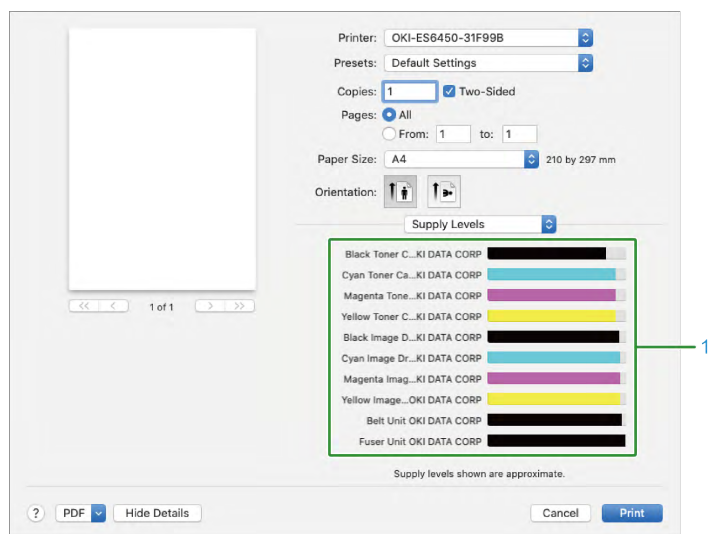 Printer: OKI-ES6450-31F99B
Presets: Default Settings
Copies: 1 Two-Sided
Pages: All
From: 1 to: 1
Paper Size: A4 210 by 297 mm
Orientation:
Supply Levels
Black Toner C...KI DATA CORP
Cyan Toner Ca...KI DATA CORP
Magenta Tone...KI DATA CORP
Yellow Toner C...KI DATA CORP
Black Image D...KI DATA CORP
Cyan Image Dr...KI DATA CORP
Magenta Imag...KI DATA CORP
Yellow Image...OKI DATA CORP
Belt Unit OKI DATA CORP
Fuser Unit OKI DATA CORP
1
<< < 1 of 1 > >>
Supply levels shown are approximate.
? PDF Hide Details Cancel Print